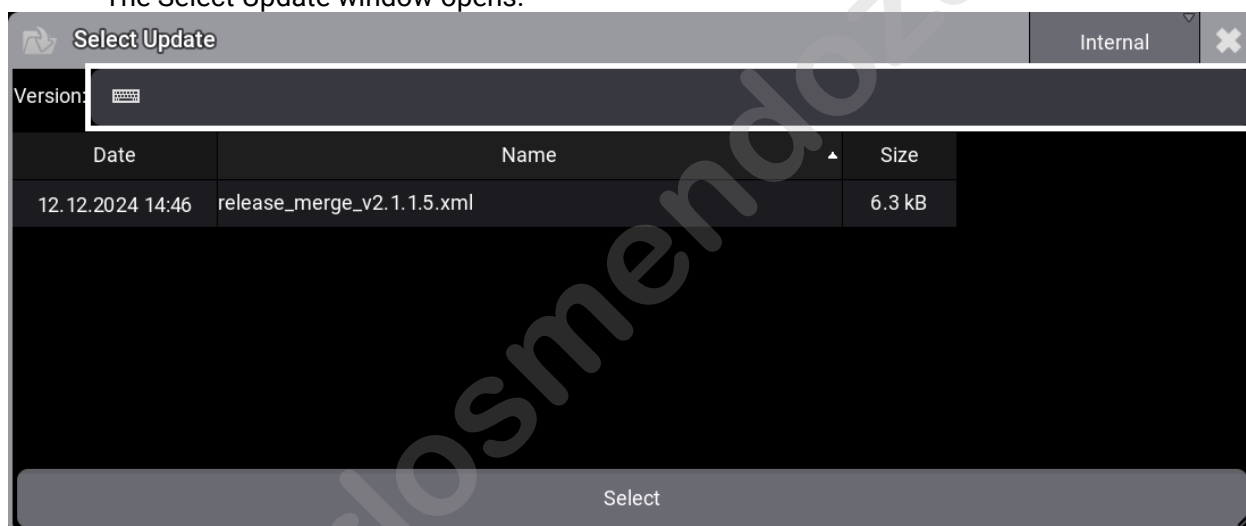 The Select Update window opens:
Select Update
Internal
Version:
Date Name Size
12.12.2024 14:46 release_merge_v2.1.1.5.xml 6.3 kB
Select